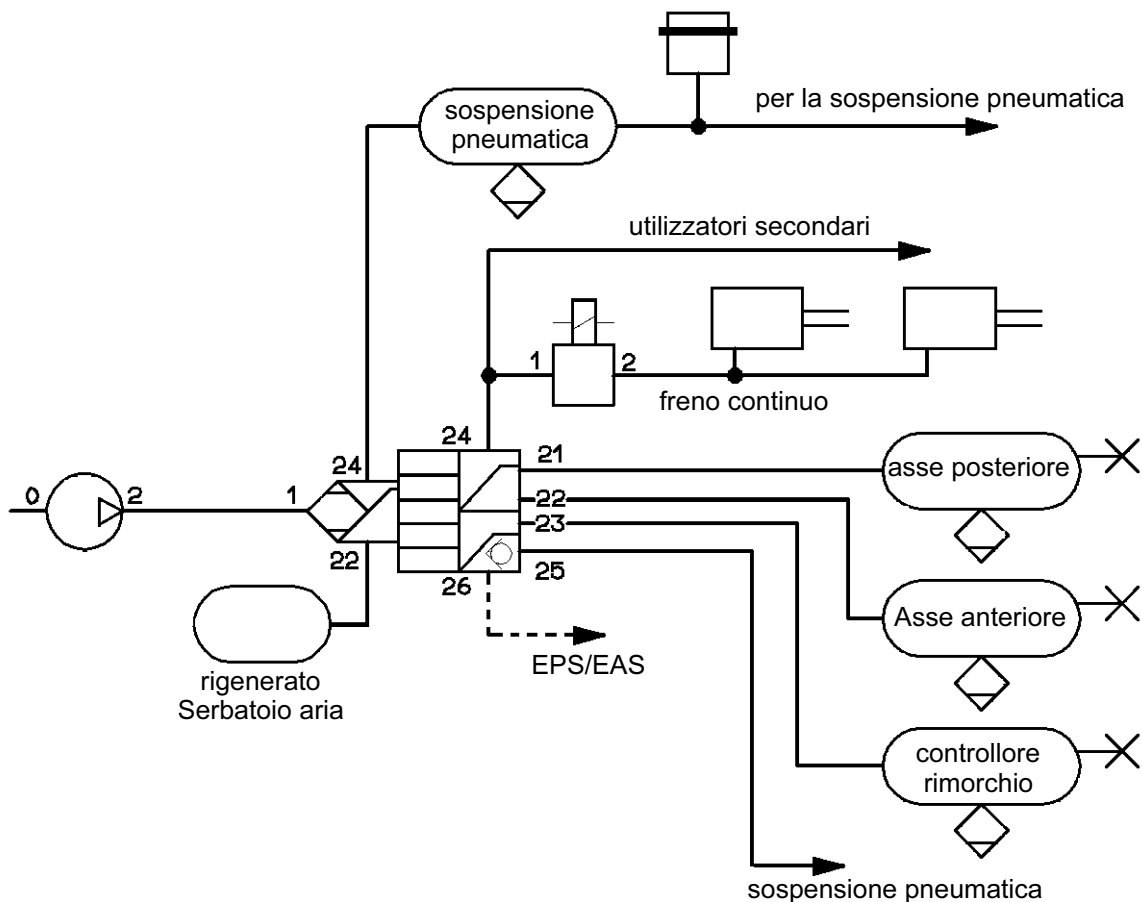 sospensione
pneumatica
per la sospensione pneumatica
utilizzatori secondari
1
2
freno continuo
24
21
asse posteriore
24
0
2
1
22
23
22
26
25
Asse anteriore
EPS/EAS
rigenerato
Serbatoio aria
controllore
rimorchio
sospensione pneumatica